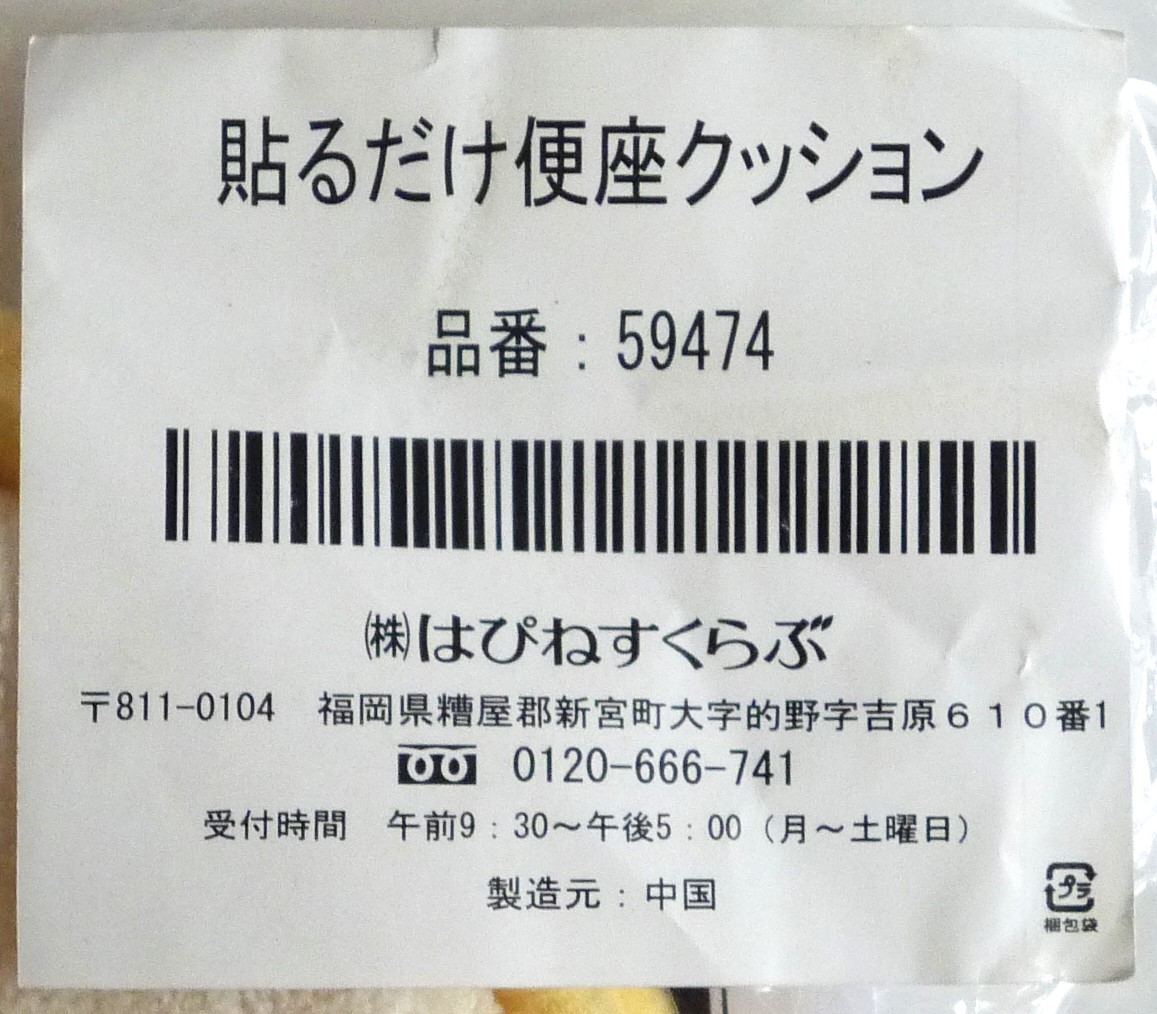 貼るだけ便座クッション
品番：59474
㈱はぴねすくらぶ
〒811-0104　福岡県糟屋郡新宮町大字的野字吉原６１０番1
0120-666-741
受付時間　午前9：30～午後5：00（月～土曜日）
製造元：中国
プラ
梱包袋